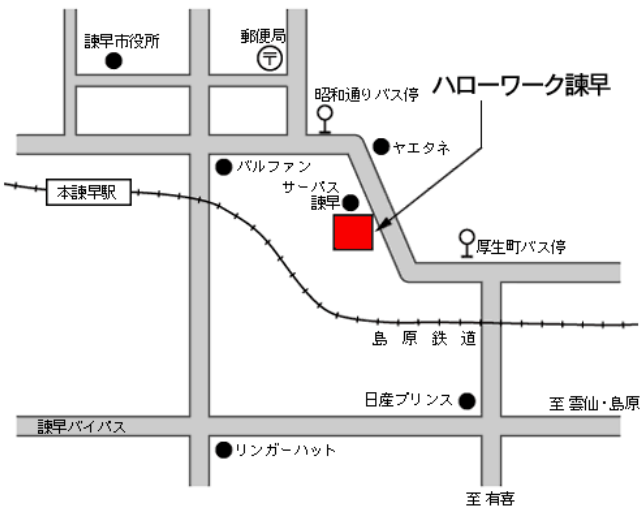 諫早市役所
郵便局
〒
昭和通りバス停
ハローワーク諫早
ヤエタネ
パルファン
サーパス
諫早
本諫早駅
厚生町バス停
島原鉄道
日産プリンス
至 雲仙・島原
諫早バイパス
リンガーハット
至 有喜